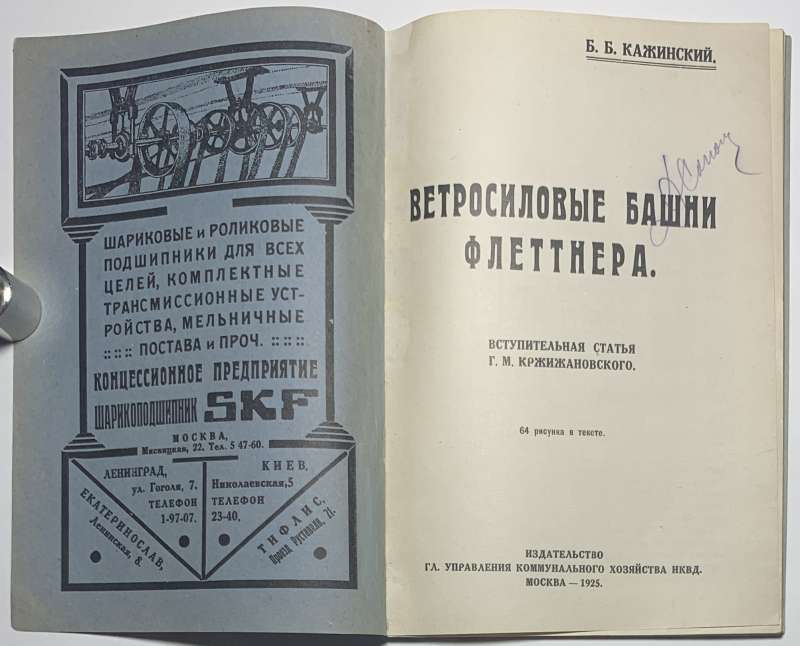 ШАРИКОВЫЕ и РОЛИКОВЫЕ
ПОДШИПНИКИ ДЛЯ ВСЕХ
ЦЕЛЕЙ, КОМПЛЕКТНЫЕ
ТРАНСМИССИОННЫЕ УСТ-
РОЙСТВА, МЕЛЬНИЧНЫЕ
:::: ПОСТАВА и ПРОЧ. ::::
КОНЦЕССИОННОЕ ПРЕДПРИЯТИЕ
ШАРИКОПОДШИПНИК SKF
МОСКВА,
Мясницкая, 22. Тел. 5 47-60.
ЛЕНИНГРАД,
ул. Гоголя, 7.
ТЕЛЕФОН
1-97-07.
КИЕВ,
Николаевская, 5
ТЕЛЕФОН
23-40.
ЕКАТЕРИНОСЛАВ,
Ленинская, 8.
ТИФЛИС,
Просп. Руставели, 21.
Б. Б. КАЖИНСКИЙ.
ВЕТРОСИЛОВЫЕ БАШНИ
ФЛЕТТНЕРА.
ВСТУПИТЕЛЬНАЯ СТАТЬЯ
Г. М. КРЖИЖАНОВСКОГО.
64 рисунка в тексте.
ИЗДАТЕЛЬСТВО
ГЛ. УПРАВЛЕНИЯ КОММУНАЛЬНОГО ХОЗЯЙСТВА НКВД.
МОСКВА — 1925.